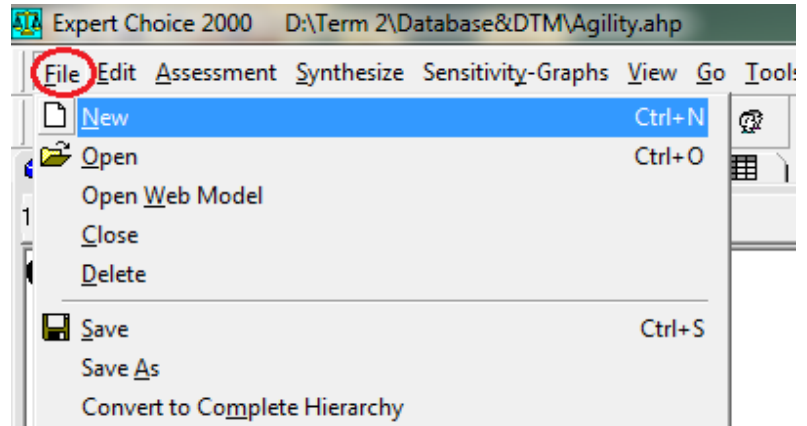 Expert Choice 2000 D:\Term 2\Database&DTM\Agility.ahp
File Edit Assessment Synthesize Sensitivity-Graphs View Go Tools
New Ctrl+N
Open Ctrl+O
Open Web Model
Close
1
Delete
Save Ctrl+S
Save As
Convert to Complete Hierarchy